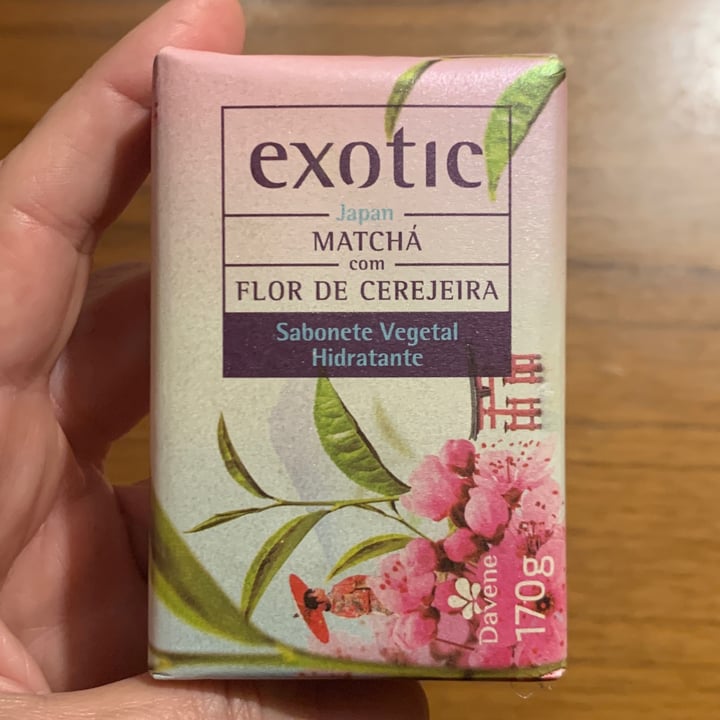 exotic
Japan
MATCHÁ
com
FLOR DE CEREJEIRA
Sabonete Vegetal
Hidratante
Davene
170g